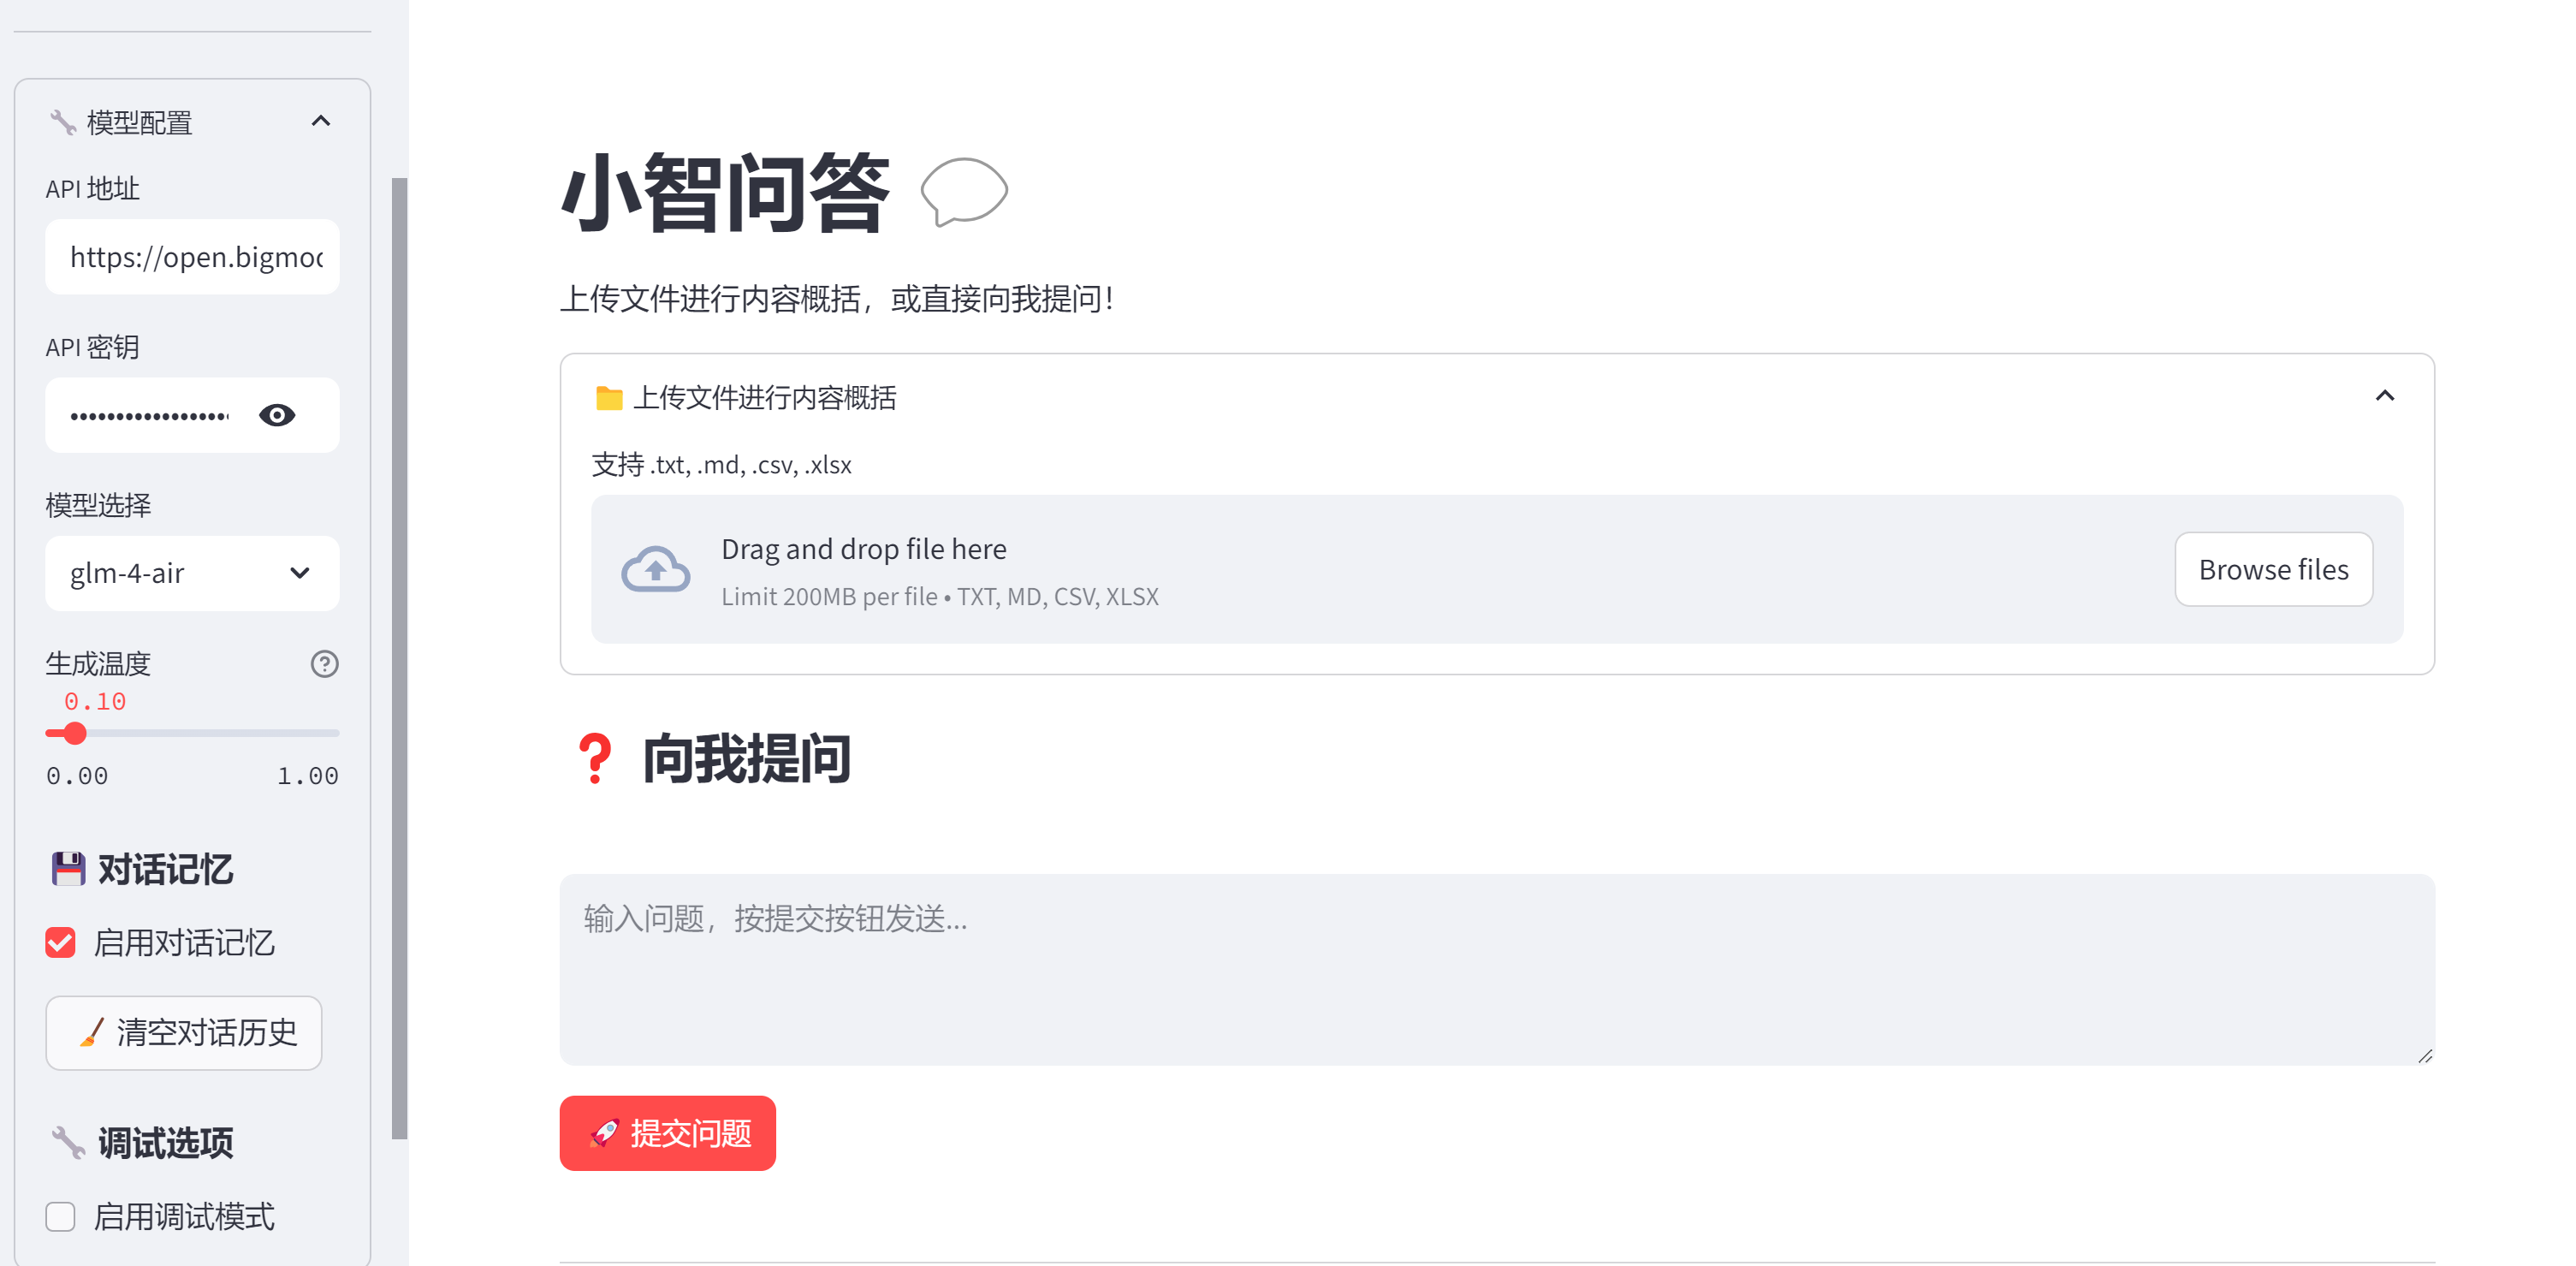 模型配置
API 地址
https://open.bigmoc
API 密钥
模型选择
glm-4-air
生成温度
0.10
0.00 1.00
对话记忆
启用对话记忆
清空对话历史
调试选项
启用调试模式
小智问答
上传文件进行内容概括，或直接向我提问！
上传文件进行内容概括
支持 .txt, .md, .csv, .xlsx
Drag and drop file here
Limit 200MB per file • TXT, MD, CSV, XLSX
Browse files
向我提问
输入问题，按提交按钮发送...
提交问题